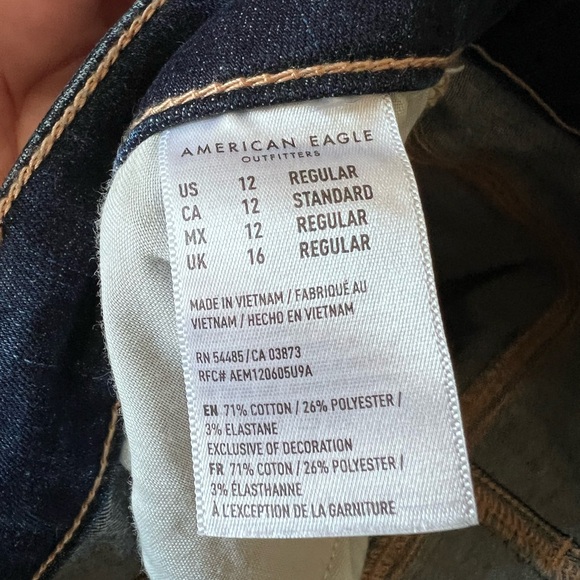 AMERICAN EAGLE
OUTFITTERS
US 12 REGULAR
CA 12 STANDARD
MX 12 REGULAR
UK 16 REGULAR
MADE IN VIETNAM / FABRIQUÉ AU
VIETNAM / HECHO EN VIETNAM
RN 54485/CA 03873
RFC# AEM120605U9A
EN 71% COTTON / 26% POLYESTER /
3% ELASTANE
EXCLUSIVE OF DECORATION
FR 71% COTON / 26% POLYESTER /
3% ÉLASTHANNE
À L'EXCEPTION DE LA GARNITURE